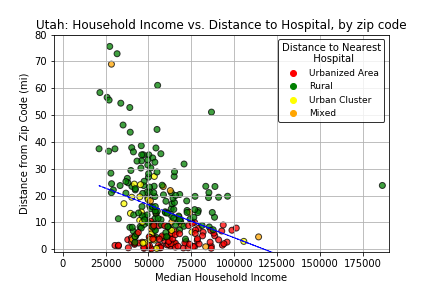 Utah: Household Income vs. Distance to Hospital, by zip code
80
70
60
50
40
30
20
10
0
Distance from Zip Code (mi)
Distance to Nearest
Hospital
Urbanized Area
Rural
Urban Cluster
Mixed
0 25000 50000 75000 100000 125000 150000 175000
Median Household Income